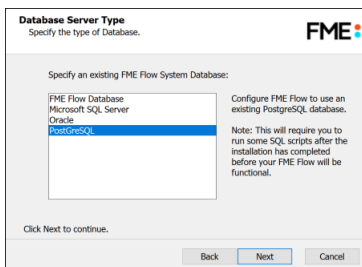 Database Server Type
Specify the type of Database.
FME
Specify an existing FME Flow System Database:
FME Flow Database
Microsoft SQL Server
Oracle
PostGreSQL
Configure FME Flow to use an
existing PostgreSQL database.
Note: This will require you to
run some SQL scripts after the
installation has completed
before your FME Flow will be
functional.
Click Next to continue.
Back
Next
Cancel